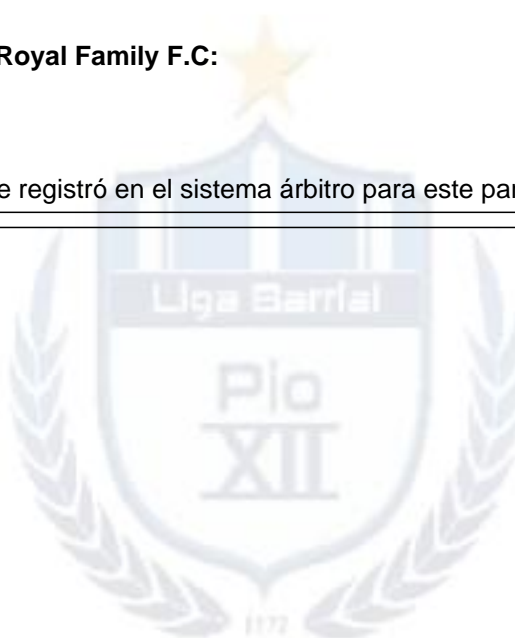 Royal Family F.C:
e registró en el sistema árbitro para este par
Liga Barrial
Pio
XII